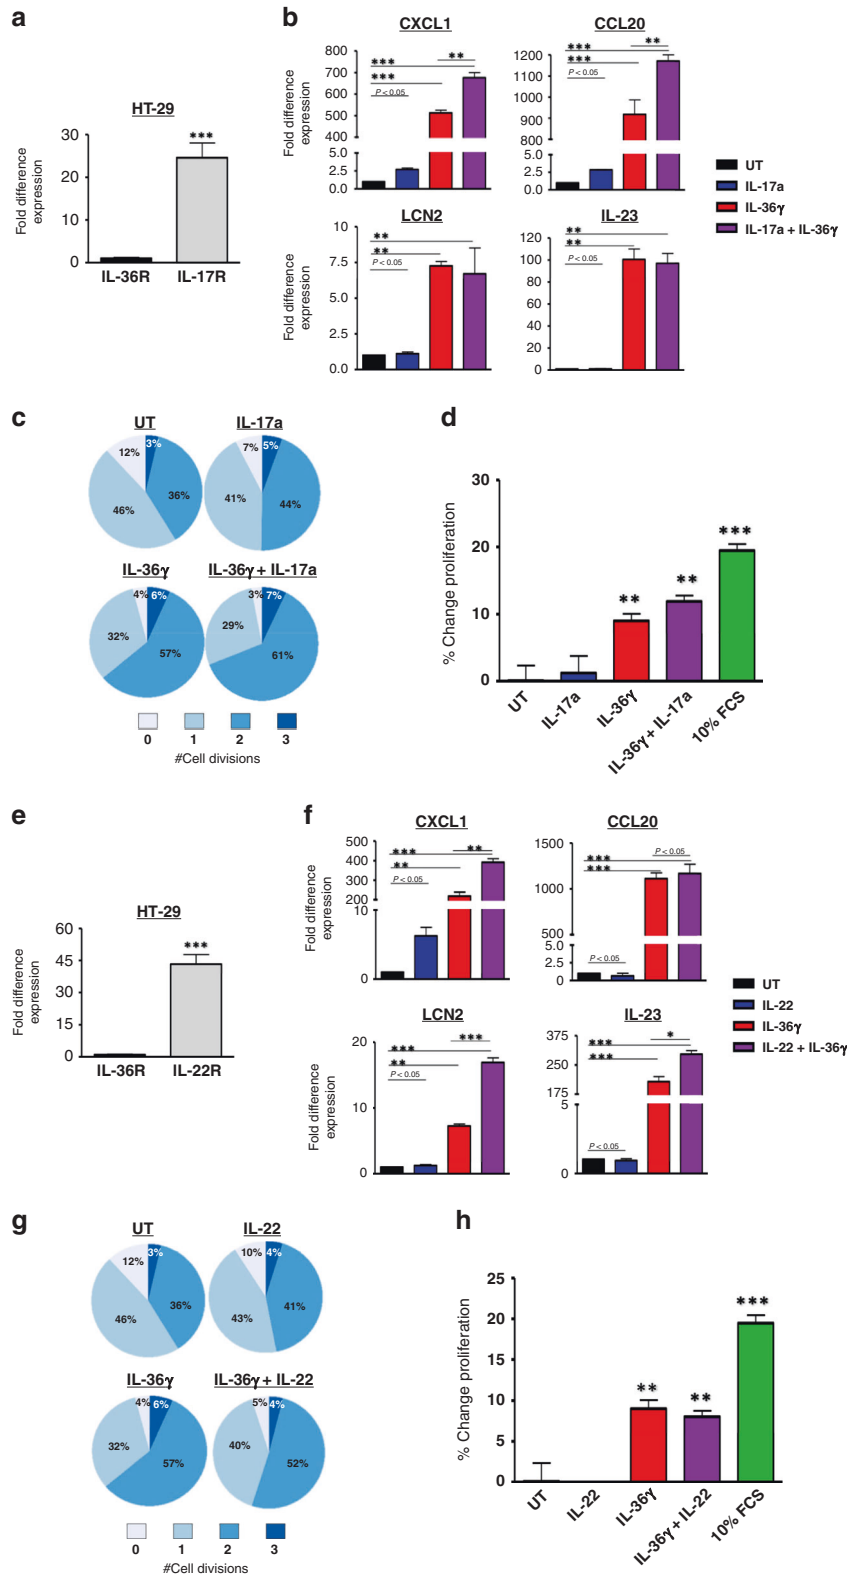 a
HT-29
Fold difference
expression
30
20
10
0
***
IL-36R
IL-17R
b
CXCL1
Fold difference
expression
800
700
600
500
400
5.0
2.5
0.0
**
***
***
P < 0.05
CCL20
1200
1100
1000
900
800
5.0
2.5
0.0
**
***
***
P < 0.05
LCN2
Fold difference
expression
10
7.5
5.0
2.5
0.0
**
**
P < 0.05
IL-23
120
100
80
60
40
20
0
**
**
P < 0.05
UT
IL-17a
IL-36γ
IL-17a + IL-36γ
c
UT
12%
3%
36%
46%
IL-17a
7%
5%
41%
44%
IL-36γ
4%
6%
32%
57%
IL-36γ + IL-17a
3%
7%
29%
61%
0
1
2
3
#Cell divisions
d
% Change proliferation
30
20
10
0
**
**
***
UT
IL-17a
IL-36γ
IL-36γ + IL-17a
10% FCS
e
HT-29
Fold difference
expression
60
45
30
15
0
***
IL-36R
IL-22R
f
CXCL1
Fold difference
expression
500
400
300
200
10
0
**
***
**
P < 0.05
CCL20
1500
1000
500
5.0
2.5
0
P < 0.05
***
***
P < 0.05
LCN2
Fold difference
expression
20
10
0
***
***
**
P < 0.05
IL-23
375
250
175
5
0
*
***
***
P < 0.05
UT
IL-22
IL-36γ
IL-22 + IL-36γ
g
UT
12%
3%
36%
46%
IL-22
10%
4%
43%
41%
IL-36γ
4%
6%
32%
57%
IL-36γ + IL-22
5%
4%
40%
52%
0
1
2
3
#Cell divisions
h
% Change proliferation
25
20
15
10
5
0
**
**
***
UT
IL-22
IL-36γ
IL-36γ + IL-22
10% FCS